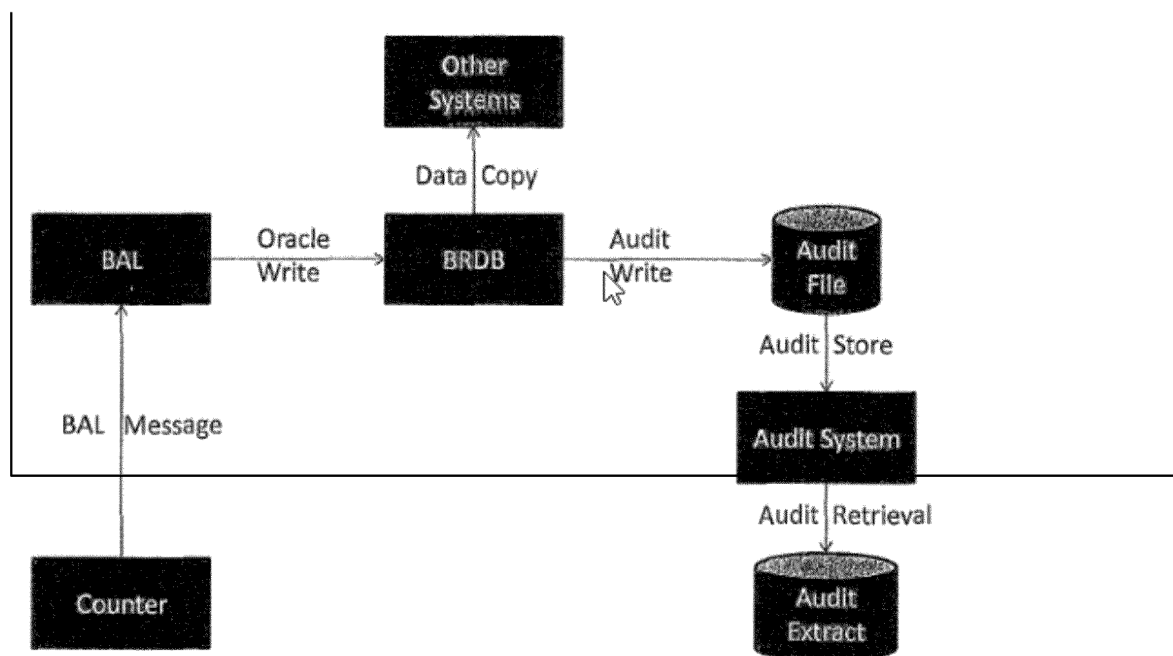 Other
Systems
Data Copy
BAL
Oracle
Write
BRDB
Audit
Write
Audit
File
Audit Store
BAL Message
Audit System
Audit Retrieval
Counter
Audit
Extract